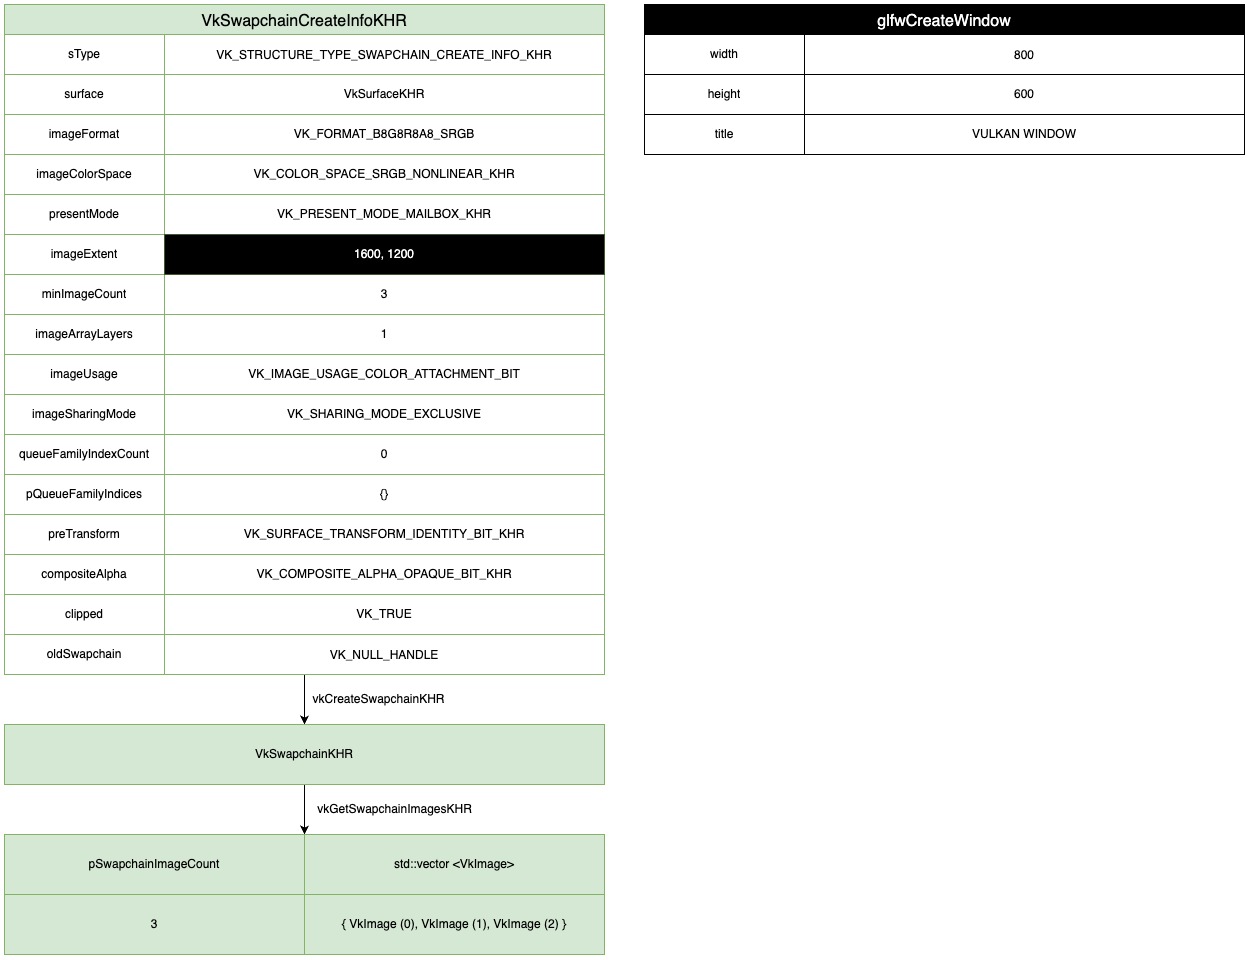 VkSwapchainCreateInfoKHR
sType VK_STRUCTURE_TYPE_SWAPCHAIN_CREATE_INFO_KHR
surface VkSurfaceKHR
imageFormat VK_FORMAT_B8G8R8A8_SRGB
imageColorSpace VK_COLOR_SPACE_SRGB_NONLINEAR_KHR
presentMode VK_PRESENT_MODE_MAILBOX_KHR
imageExtent 1600, 1200
minImageCount 3
imageArrayLayers 1
imageUsage VK_IMAGE_USAGE_COLOR_ATTACHMENT_BIT
imageSharingMode VK_SHARING_MODE_EXCLUSIVE
queueFamilyIndexCount 0
pQueueFamilyIndices {}
preTransform VK_SURFACE_TRANSFORM_IDENTITY_BIT_KHR
compositeAlpha VK_COMPOSITE_ALPHA_OPAQUE_BIT_KHR
clipped VK_TRUE
oldSwapchain VK_NULL_HANDLE
vkCreateSwapchainKHR
VkSwapchainKHR
vkGetSwapchainImagesKHR
pSwapchainImageCount std::vector <VkImage>
3 { VkImage (0), VkImage (1), VkImage (2) }
glfwCreateWindow
width 800
height 600
title VULKAN WINDOW